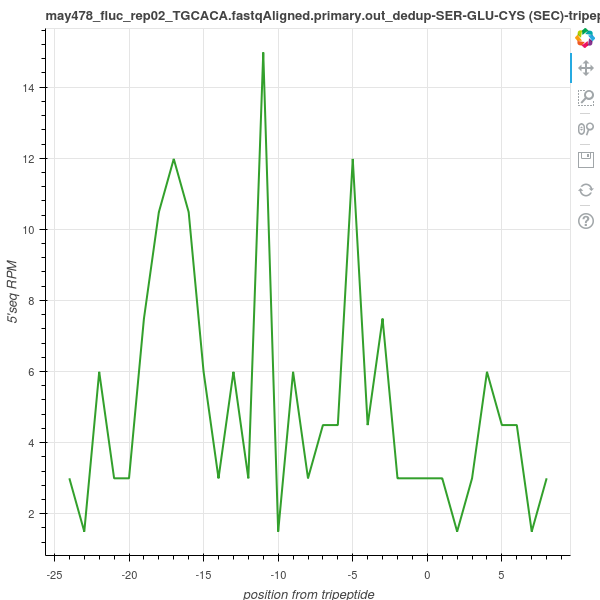 may478_fluc_rep02_TGCACA.fastqAligned.primary.out_dedup-SER-GLU-CYS (SEC)-tripep
14
12
10
8
6
4
2
5'seq RPM
-25 -20 -15 -10 -5 0 5
position from tripeptide